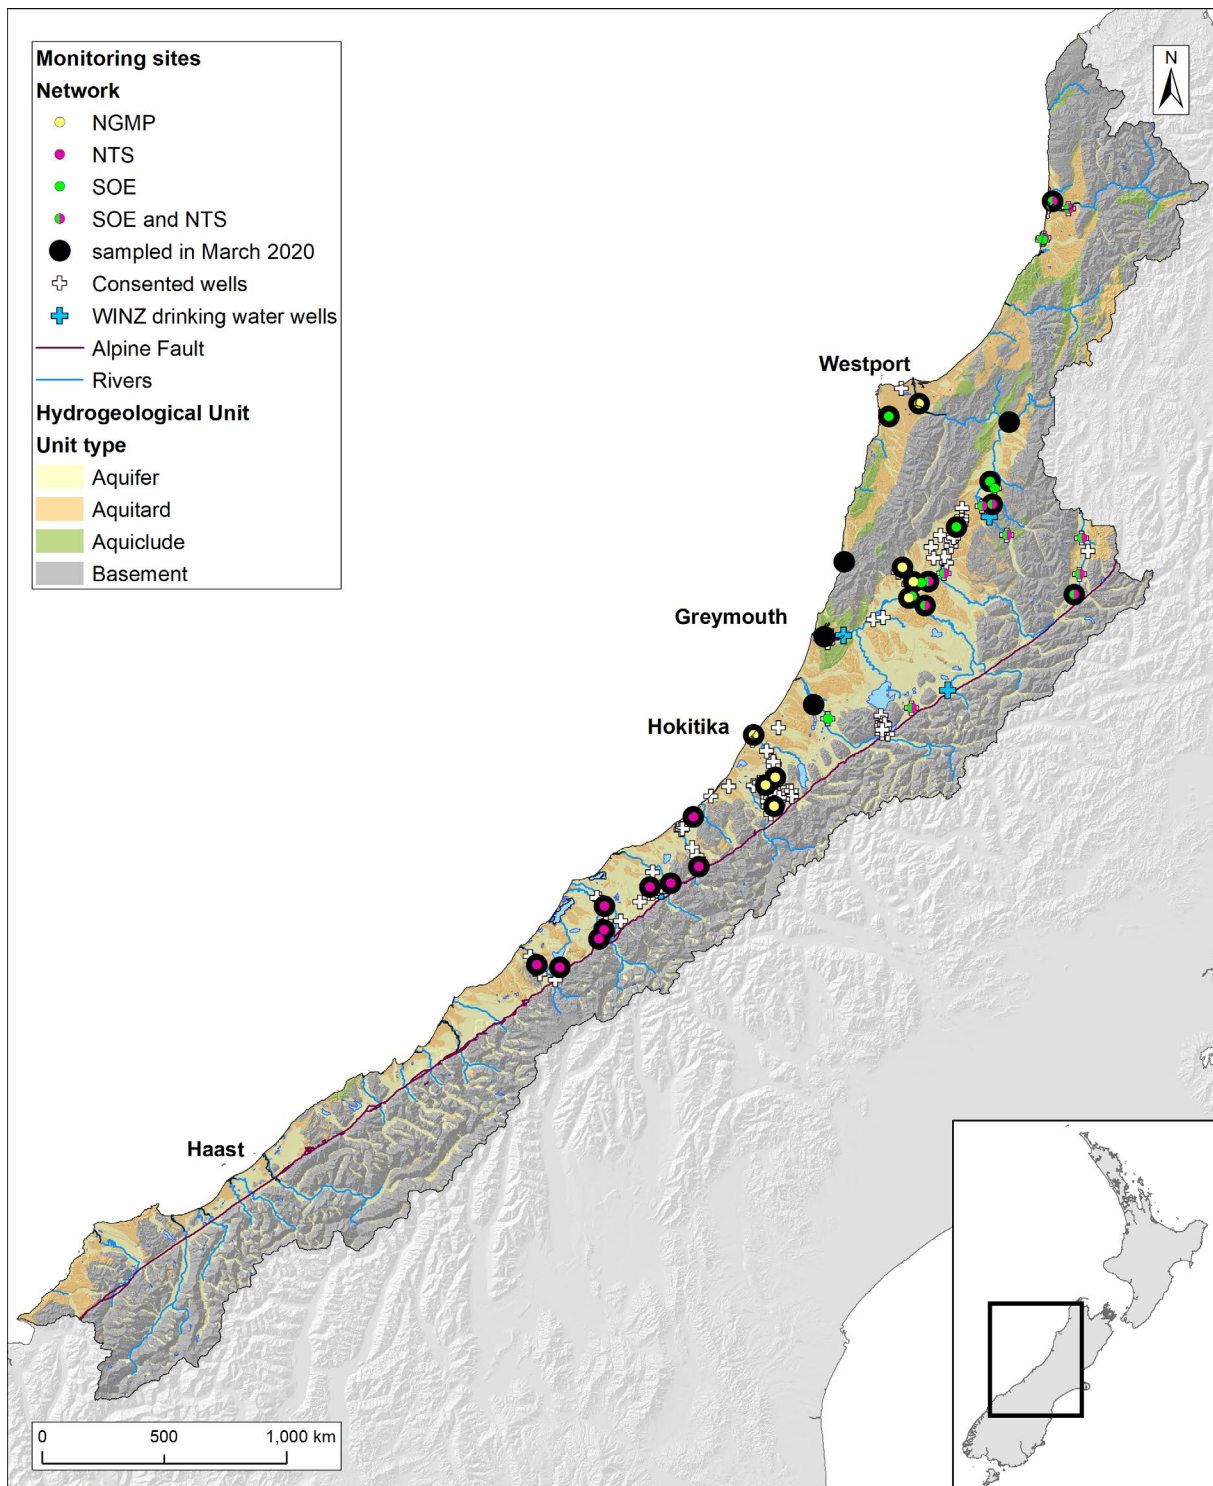 Monitoring sites
Network
NGMP
NTS
SOE
SOE and NTS
sampled in March 2020
Consented wells
WINZ drinking water wells
Alpine Fault
Rivers
Hydrogeological Unit
Unit type
Aquifer
Aquitard
Aquiclude
Basement
N
Westport
Greymouth
Hokitika
Haast
0 500 1,000 km